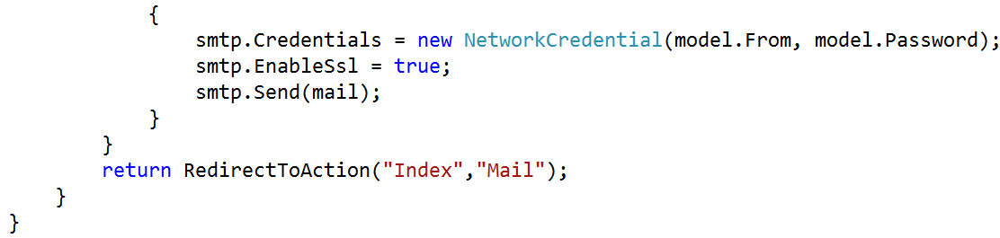 {
smtp.Credentials = new NetworkCredential(model.From, model.Password);
smtp.EnableSsl = true;
smtp.Send(mail);
}
}
return RedirectToAction("Index","Mail");
}
}